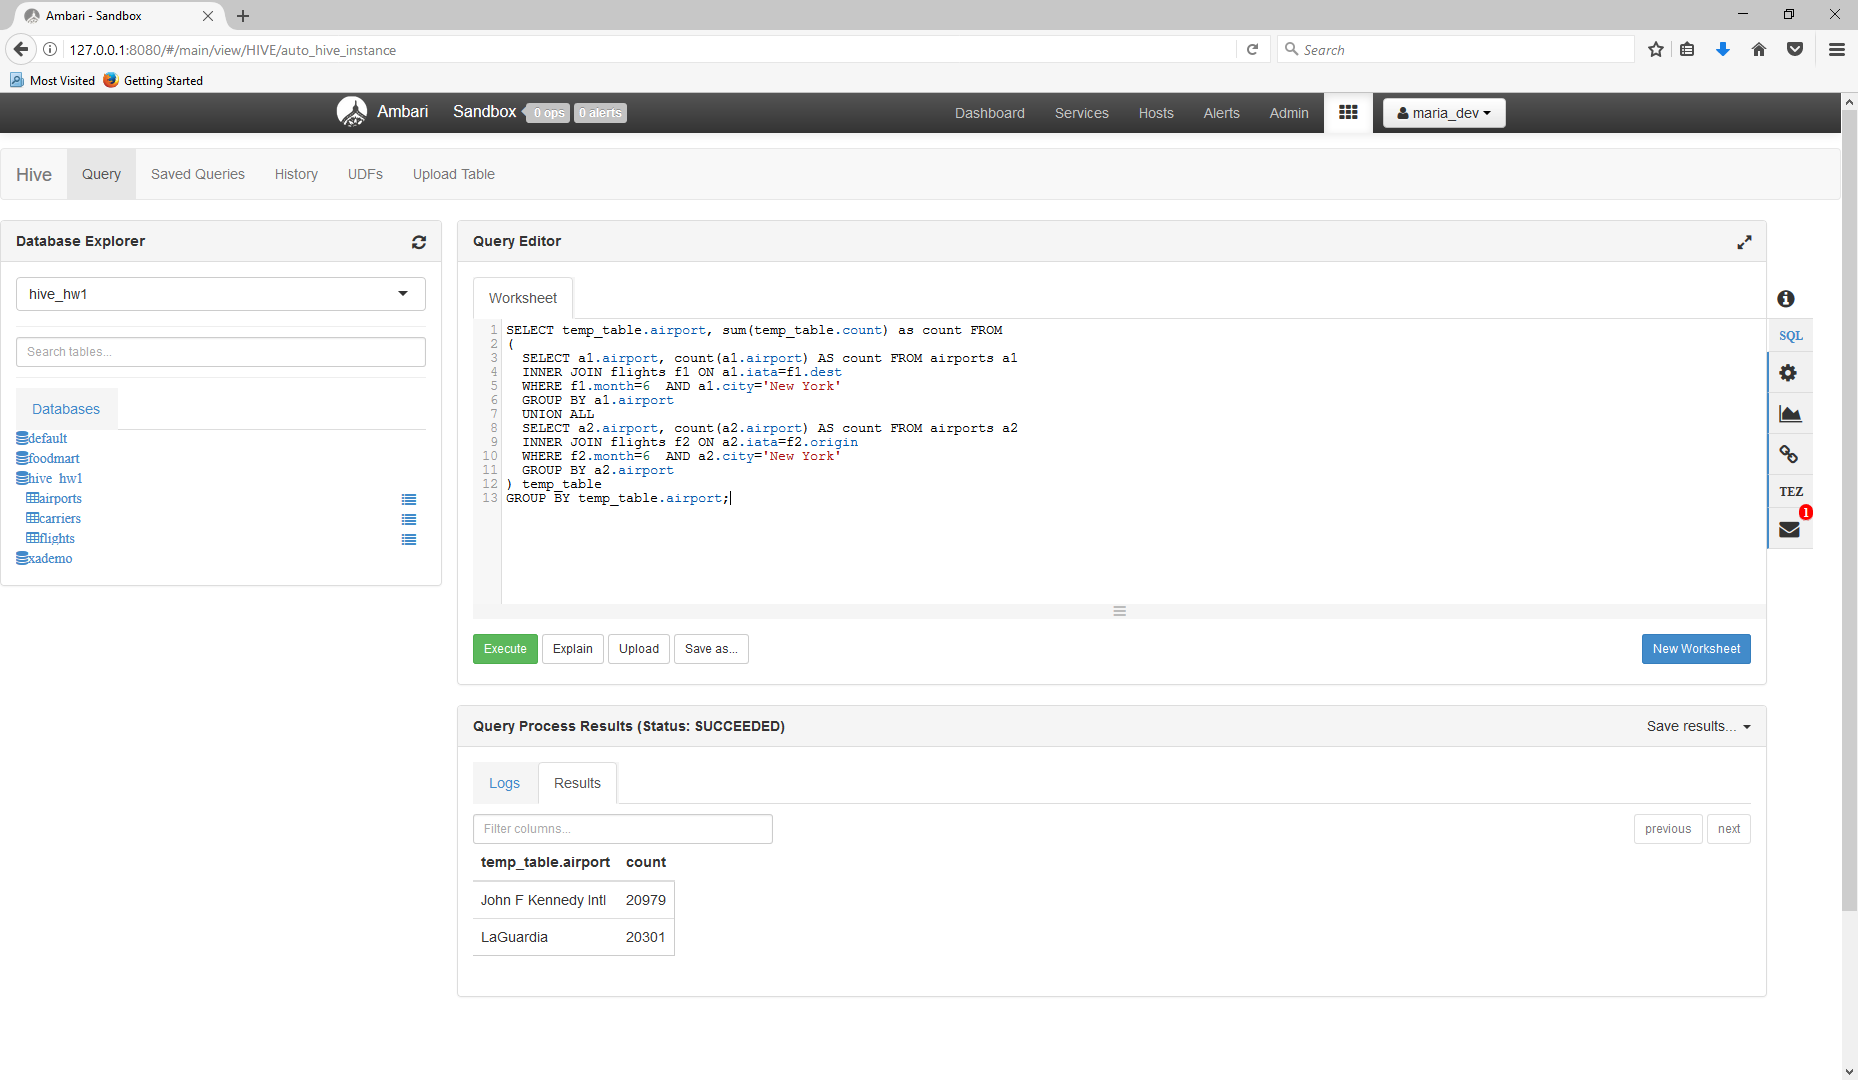 Ambari - Sandbox
127.0.0.1:8080/#/main/view/HIVE/auto_hive_instance
Search
Most Visited
Getting Started
Ambari
Sandbox
0 ops
0 alerts
Dashboard
Services
Hosts
Alerts
Admin
maria_dev
Hive
Query
Saved Queries
History
UDFs
Upload Table
Database Explorer
hive_hw1
Search tables...
Databases
default
foodmart
hive_hw1
airports
carriers
flights
xademo
Query Editor
Worksheet
1 SELECT temp_table.airport, sum(temp_table.count) as count FROM
2 (
3 SELECT a1.airport, count(a1.airport) AS count FROM airports a1
4 INNER JOIN flights f1 ON a1.iata=f1.dest
5 WHERE f1.month=6  AND a1.city='New York'
6 GROUP BY a1.airport
7 UNION ALL
8 SELECT a2.airport, count(a2.airport) AS count FROM airports a2
9 INNER JOIN flights f2 ON a2.iata=f2.origin
10 WHERE f2.month=6  AND a2.city='New York'
11 GROUP BY a2.airport
12 ) temp_table
13 GROUP BY temp_table.airport;
SQL
TEZ
1
Execute
Explain
Upload
Save as...
New Worksheet
Query Process Results (Status: SUCCEEDED)
Save results...
Logs
Results
Filter columns...
previous
next
temp_table.airport count
John F Kennedy Intl 20979
LaGuardia 20301